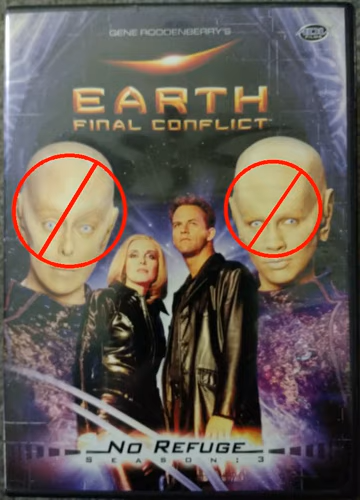 GENE RODDENBERRY'S
EARTH
FINAL CONFLICT
NO REFUGE
SEASON 3